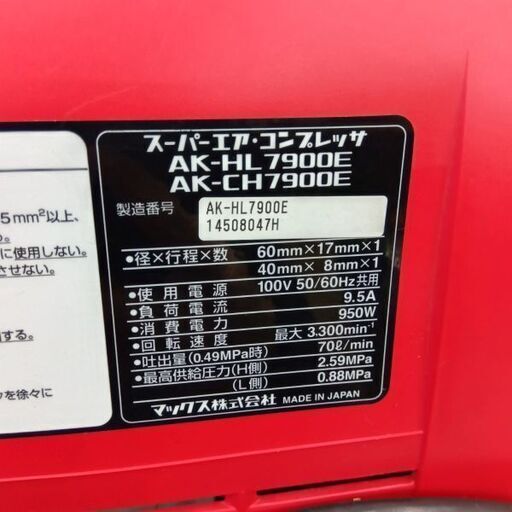 スーパーエア・コンプレッサ
AK-HL7900E
AK-CH7900E
製造番号
AK-HL7900E
14508047H
•径×行程×数 60mm×17mm×1
40mm× 8mm×1
•使用電源 100V 50/60Hz共用
•負荷電流 9.5A
•消費電力 950W
•回転速度 最大 3.300min⁻¹
•吐出量(0.49MPa時) 70ℓ/min
•最高供給圧力(H側) 2.59MPa
(L側) 0.88MPa
マックス株式会社 MADE IN JAPAN
5mm²以上、
る。
に使用しない。
させない。
する。
クを徐々に